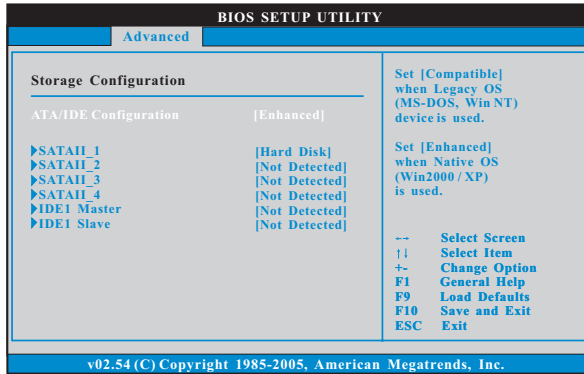 BIOS SETUP UTILITY
Advanced
Storage Configuration
ATA/IDE Configuration [Enhanced]
SATAII_1 [Hard Disk]
SATAII_2 [Not Detected]
SATAII_3 [Not Detected]
SATAII_4 [Not Detected]
IDE1 Master [Not Detected]
IDE1 Slave [Not Detected]
Set [Compatible]
when Legacy OS
(MS-DOS, Win NT)
device is used.
Set [Enhanced]
when Native OS
(Win2000 / XP)
is used.
←→ Select Screen
↑↓ Select Item
+- Change Option
F1 General Help
F9 Load Defaults
F10 Save and Exit
ESC Exit
v02.54 (C) Copyright 1985-2005, American Megatrends, Inc.